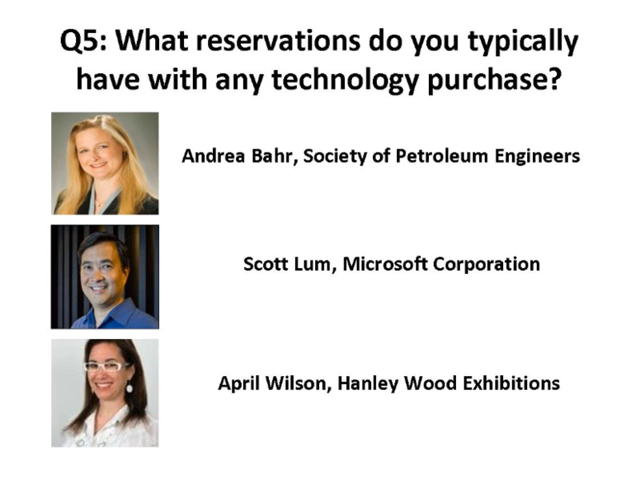 Q5: What reservations do you typically
have with any technology purchase?
Andrea Bahr, Society of Petroleum Engineers
Scott Lum, Microsoft Corporation
April Wilson, Hanley Wood Exhibitions